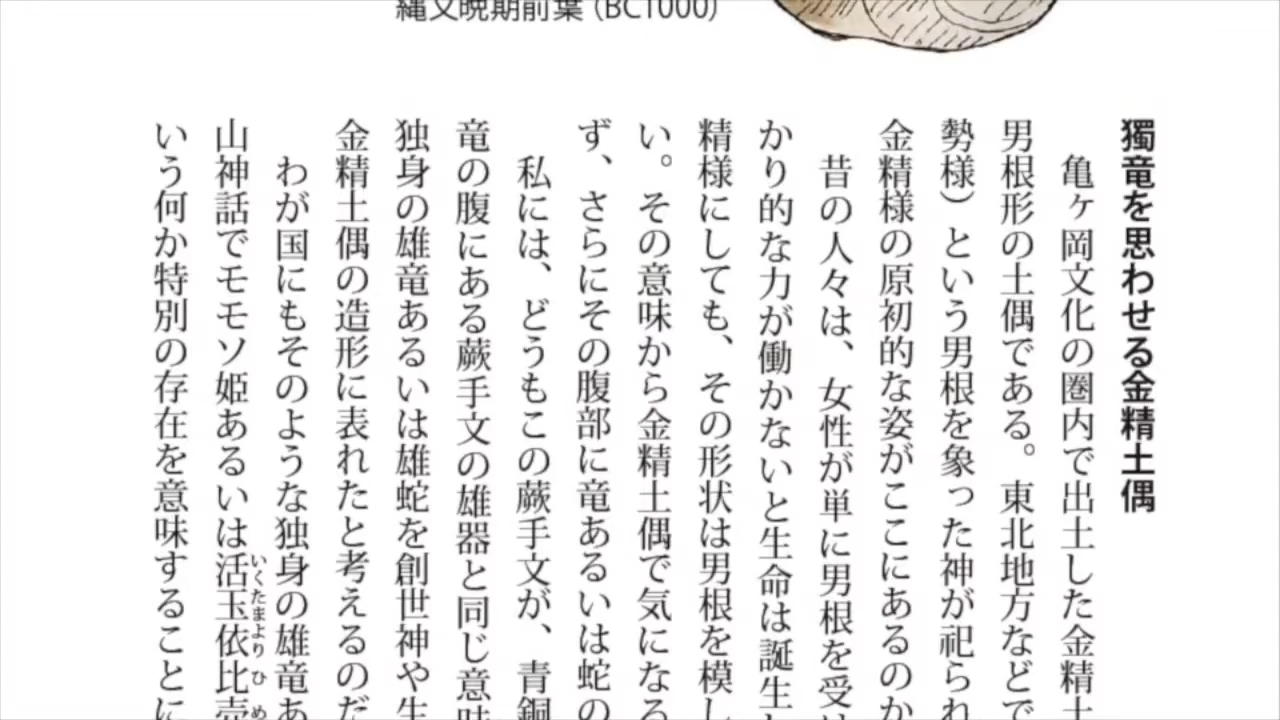 縄文晩期前葉（BC1000）
獨竜を思わせる金精土偶
亀ヶ岡文化の圏内で出土した金精土
男根形の土偶である。東北地方などで
勢様）という男根を象った神が祀られ
金精様の原初的な姿がここにあるのか
昔の人々は、女性が単に男根を受け
かり的な力が働かないと生命は誕生し
精様にしても、その形状は男根を模し
い。その意味から金精土偶で気になる
ず、さらにその腹部に竜あるいは蛇の
私には、どうもこの蕨手文が、青銅
竜の腹にある蕨手文の雄器と同じ意味
独身の雄竜あるいは雄蛇を創世神や生
金精土偶の造形に表れたと考えるのだ
わが国にもそのような独身の雄竜あ
山神話でモモソ姫あるいは活玉依比売
いくたまよりひめ
いう何か特別の存在を意味することに